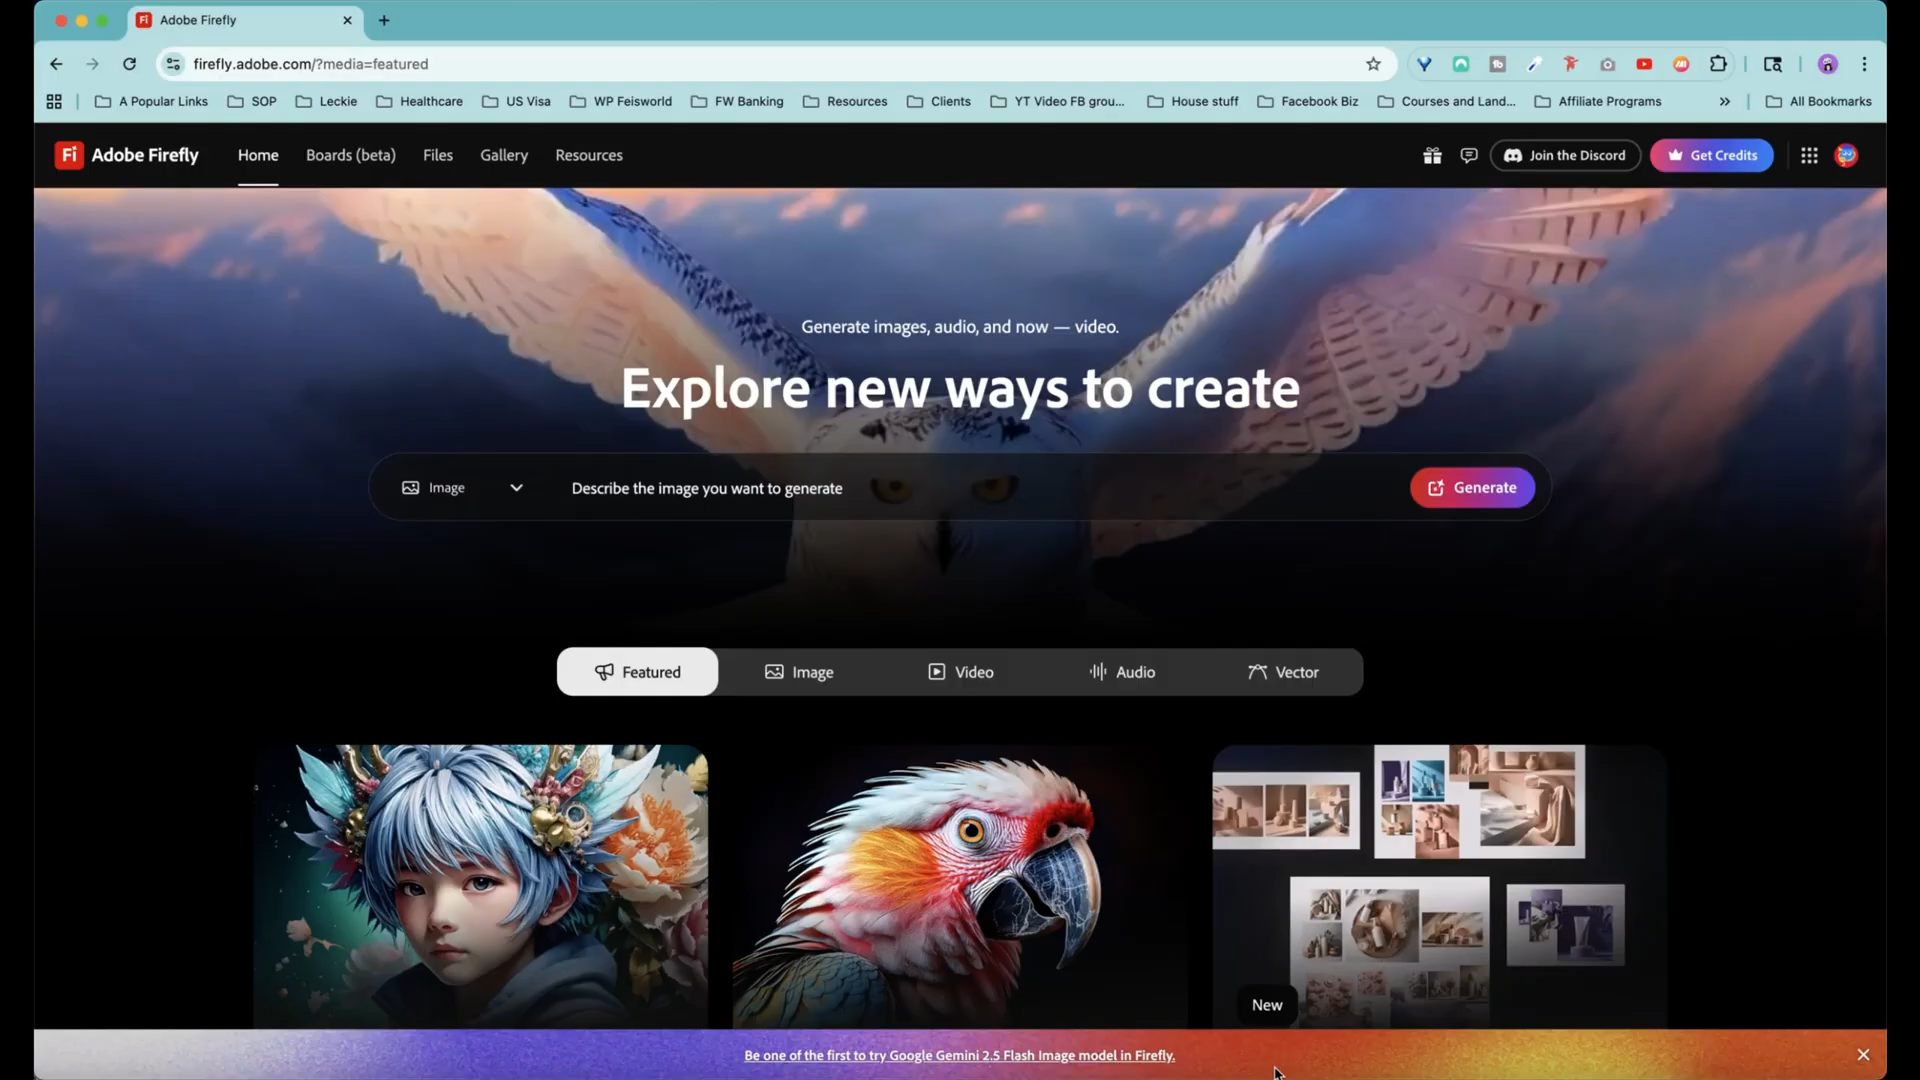 Adobe Firefly
firefly.adobe.com/?media=featured
A Popular Links SOP Leckie Healthcare US Visa WP Feisworld FW Banking Resources Clients YT Video FB grou... House stuff Facebook Biz Courses and Land... Affiliate Programs » All Bookmarks
Fi Adobe Firefly Home Boards (beta) Files Gallery Resources Join the Discord Get Credits
Generate images, audio, and now — video.
Explore new ways to create
Image Describe the image you want to generate Generate
Featured Image Video Audio Vector
New
Be one of the first to try Google Gemini 2.5 Flash Image model in Firefly.